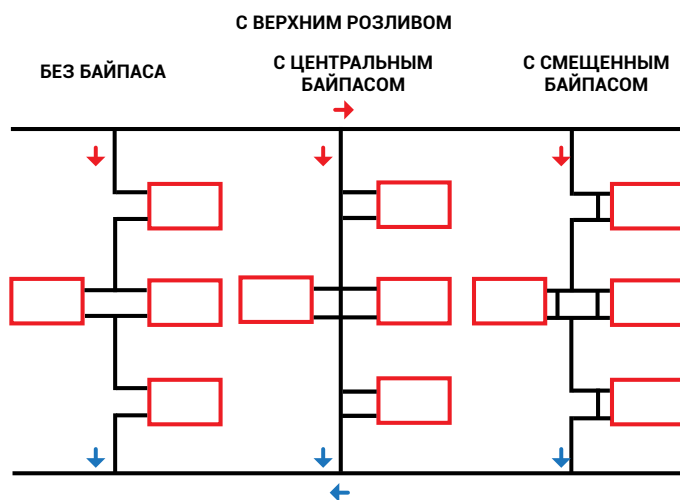 С ВЕРХНИМ РОЗЛИВОМ
БЕЗ БАЙПАСА
С ЦЕНТРАЛЬНЫМ
БАЙПАСОМ
С СМЕЩЕННЫМ
БАЙПАСОМ